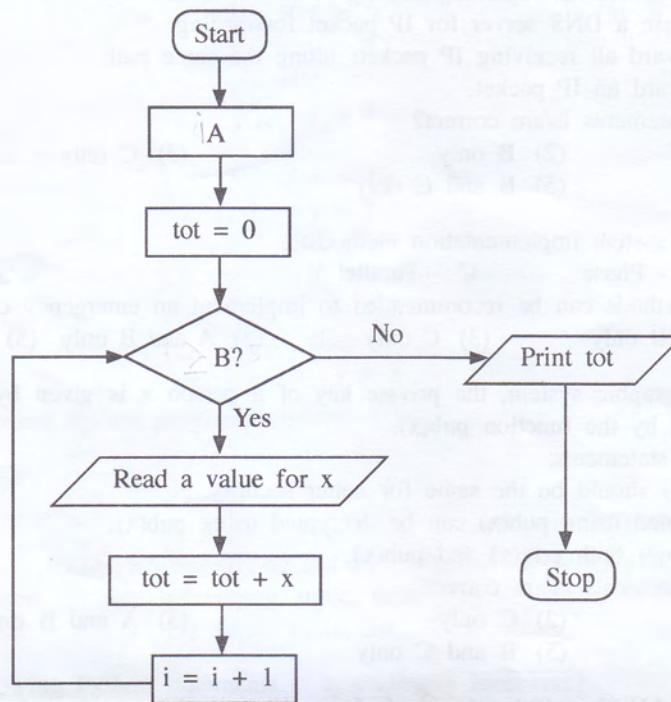 Start
A
tot = 0
B?
No
Print tot
Yes
Read a value for x
tot = tot + x
Stop
i = i + 1